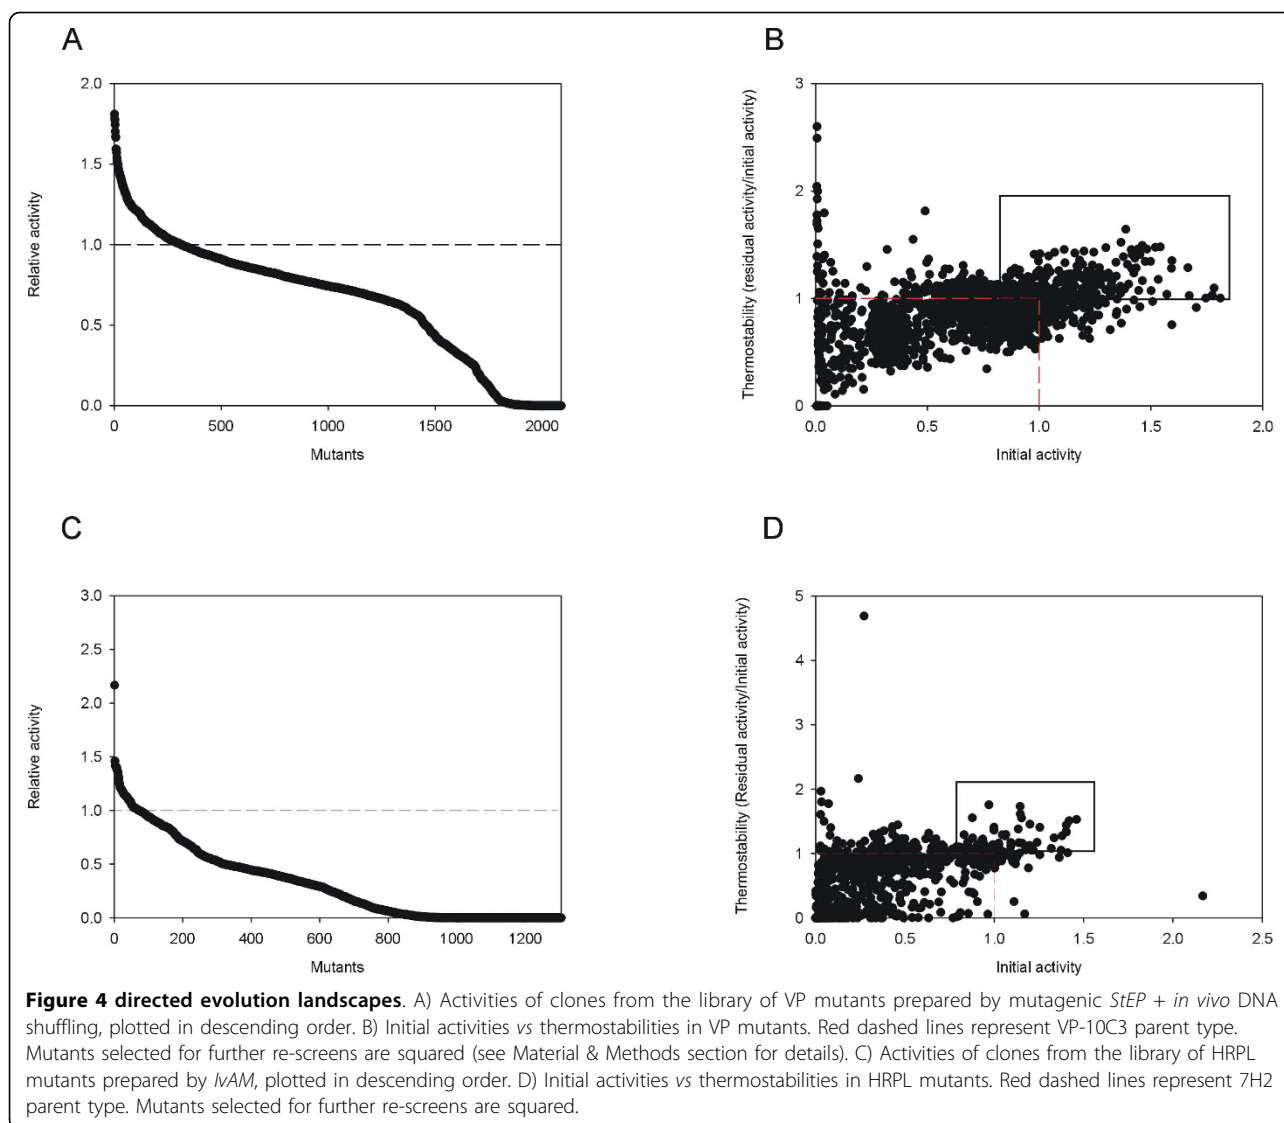 A
Relative activity
2.0
1.5
1.0
0.5
0.0
0 500 1000 1500 2000
Mutants
B
Thermostability (residual activity/initial activity)
3
2
1
0
0.0 0.5 1.0 1.5 2.0
Initial activity
C
Relative activity
3.0
2.5
2.0
1.5
1.0
0.5
0.0
0 200 400 600 800 1000 1200
Mutants
D
Thermostability (Residual activity/Initial activity)
5
4
3
2
1
0
0.0 0.5 1.0 1.5 2.0 2.5
Initial activity
Figure 4 directed evolution landscapes. A) Activities of clones from the library of VP mutants prepared by mutagenic StEP + in vivo DNA
shuffling, plotted in descending order. B) Initial activities vs thermostabilities in VP mutants. Red dashed lines represent VP-10C3 parent type.
Mutants selected for further re-screens are squared (see Material & Methods section for details). C) Activities of clones from the library of HRPL
mutants prepared by IvAM, plotted in descending order. D) Initial activities vs thermostabilities in HRPL mutants. Red dashed lines represent 7H2
parent type. Mutants selected for further re-screens are squared.